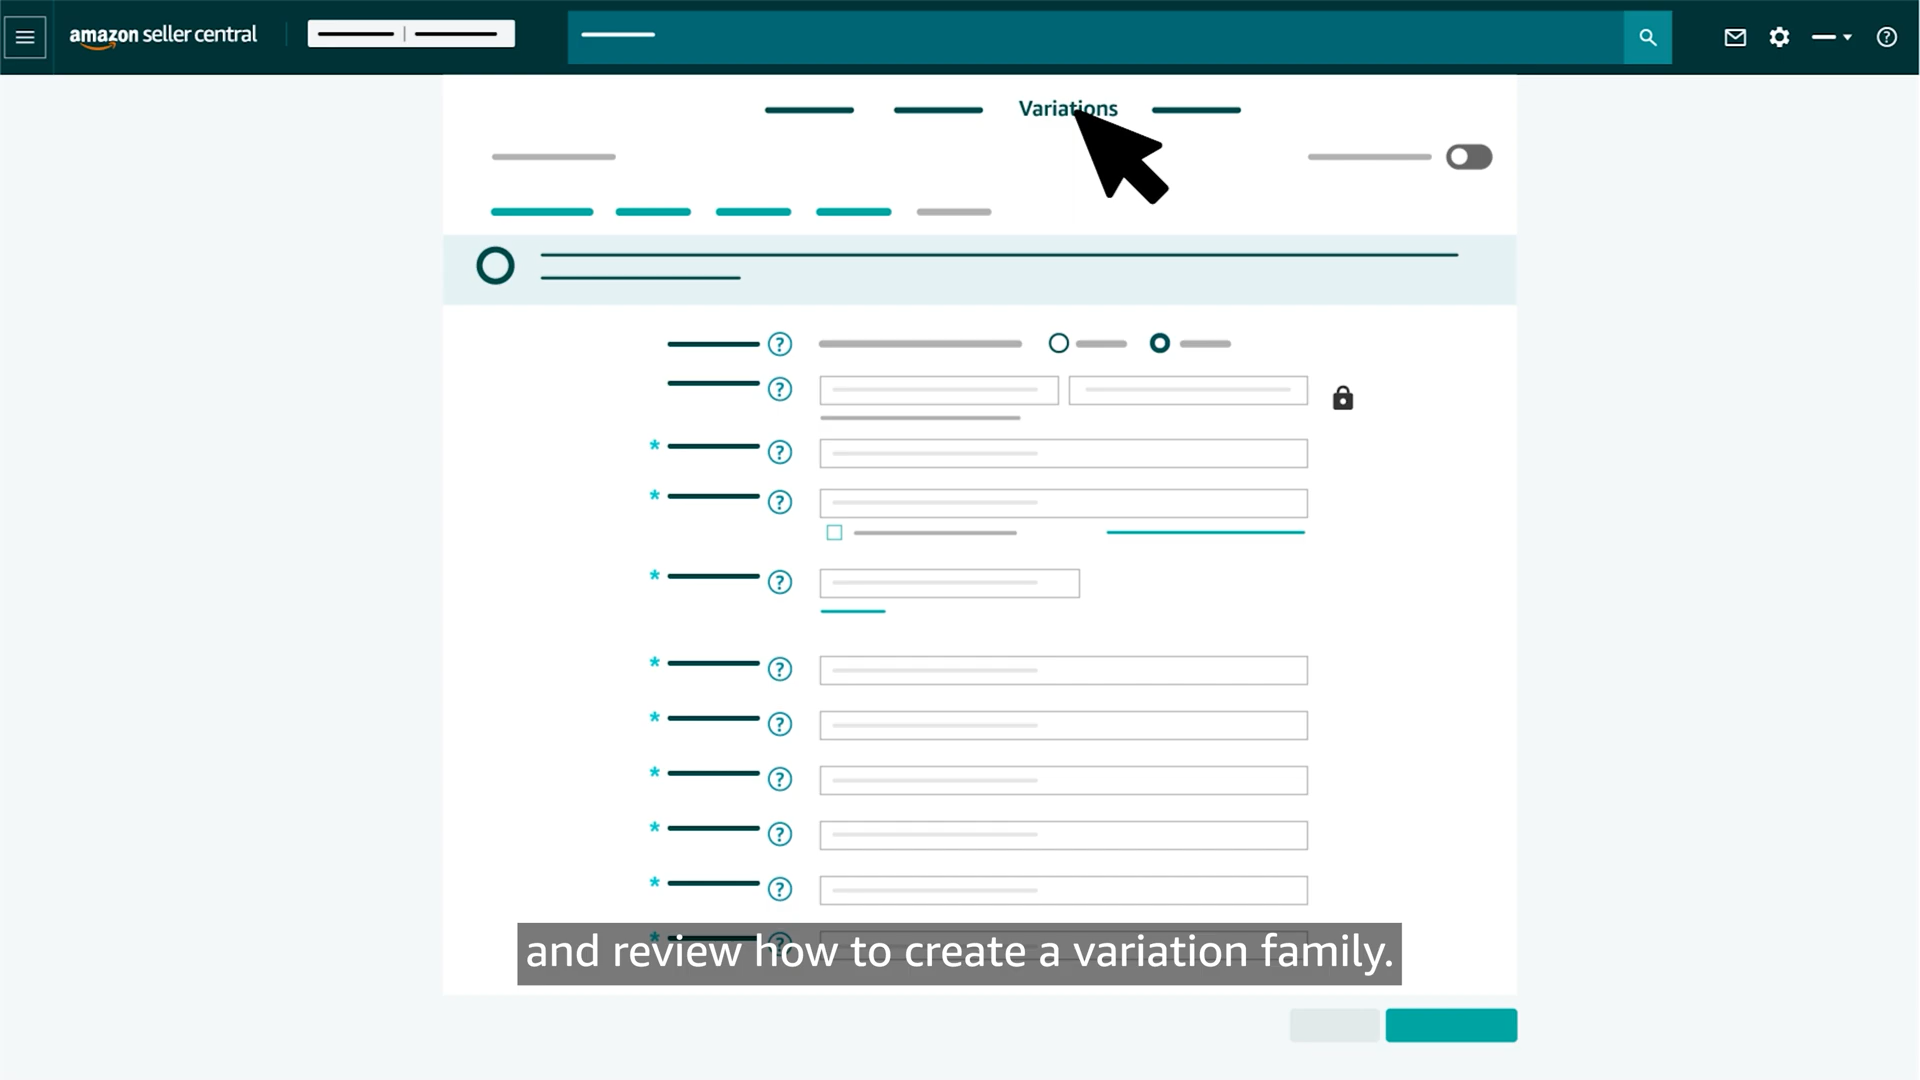 amazon seller central
Variations
and review how to create a variation family.